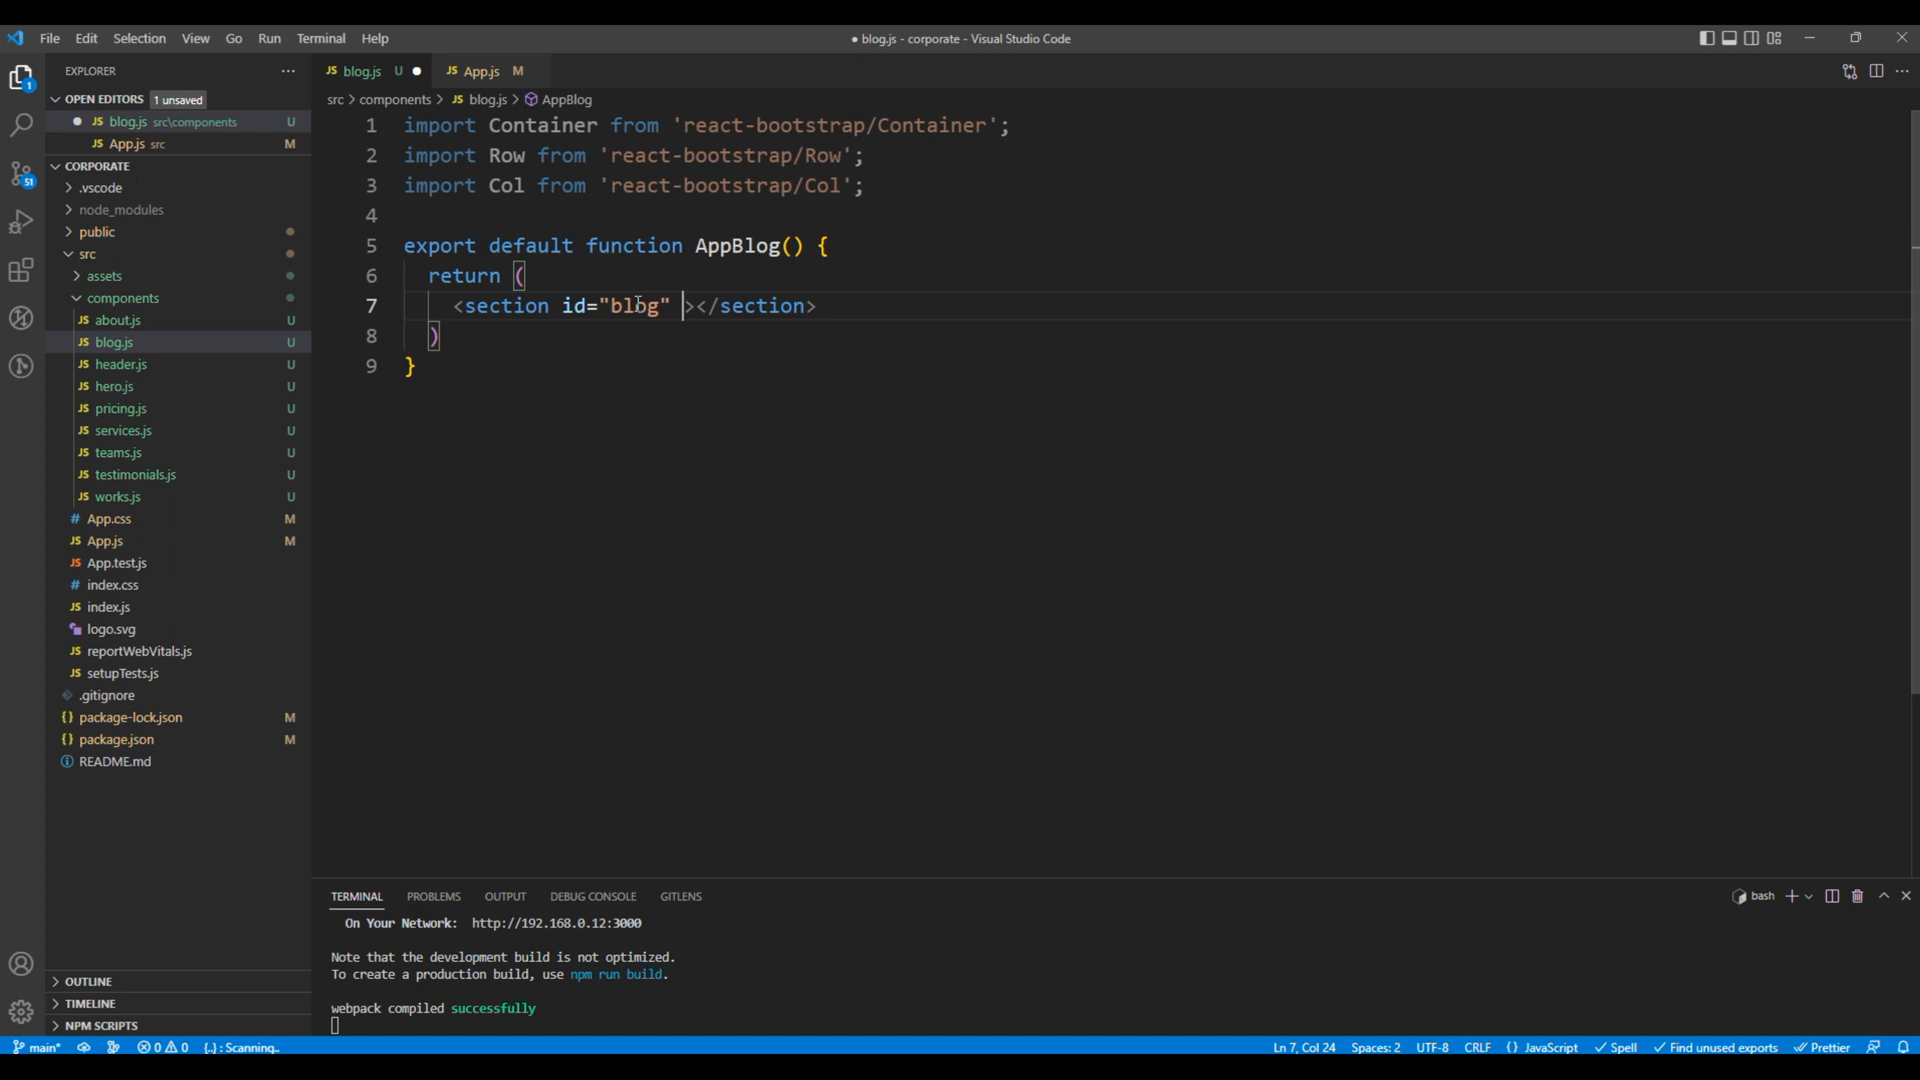 File Edit Selection View Go Run Terminal Help
● blog.js - corporate - Visual Studio Code
EXPLORER
JS blog.js U
JS App.js M
OPEN EDITORS 1 unsaved
JS blog.js src\components U
JS App.js src M
CORPORATE
.vscode
node_modules
public
src
assets
components
JS about.js U
JS blog.js U
JS header.js U
JS hero.js U
JS pricing.js U
JS services.js U
JS teams.js U
JS testimonials.js U
JS works.js U
# App.css M
JS App.js M
JS App.test.js
# index.css
JS index.js
logo.svg
JS reportWebVitals.js
JS setupTests.js
.gitignore
{} package-lock.json M
{} package.json M
README.md
OUTLINE
TIMELINE
NPM SCRIPTS
1
51
src > components > JS blog.js > AppBlog
1 import Container from 'react-bootstrap/Container';
2 import Row from 'react-bootstrap/Row';
3 import Col from 'react-bootstrap/Col';
4
5 export default function AppBlog() {
6 return (
7 <section id="blog" ></section>
8 )
9 }
TERMINAL PROBLEMS OUTPUT DEBUG CONSOLE GITLENS
bash
On Your Network: http://192.168.0.12:3000
Note that the development build is not optimized.
To create a production build, use npm run build.
webpack compiled successfully
main* 0 0 {..} : Scanning..
Ln 7, Col 24 Spaces: 2 UTF-8 CRLF {} JavaScript Spell Find unused exports Prettier